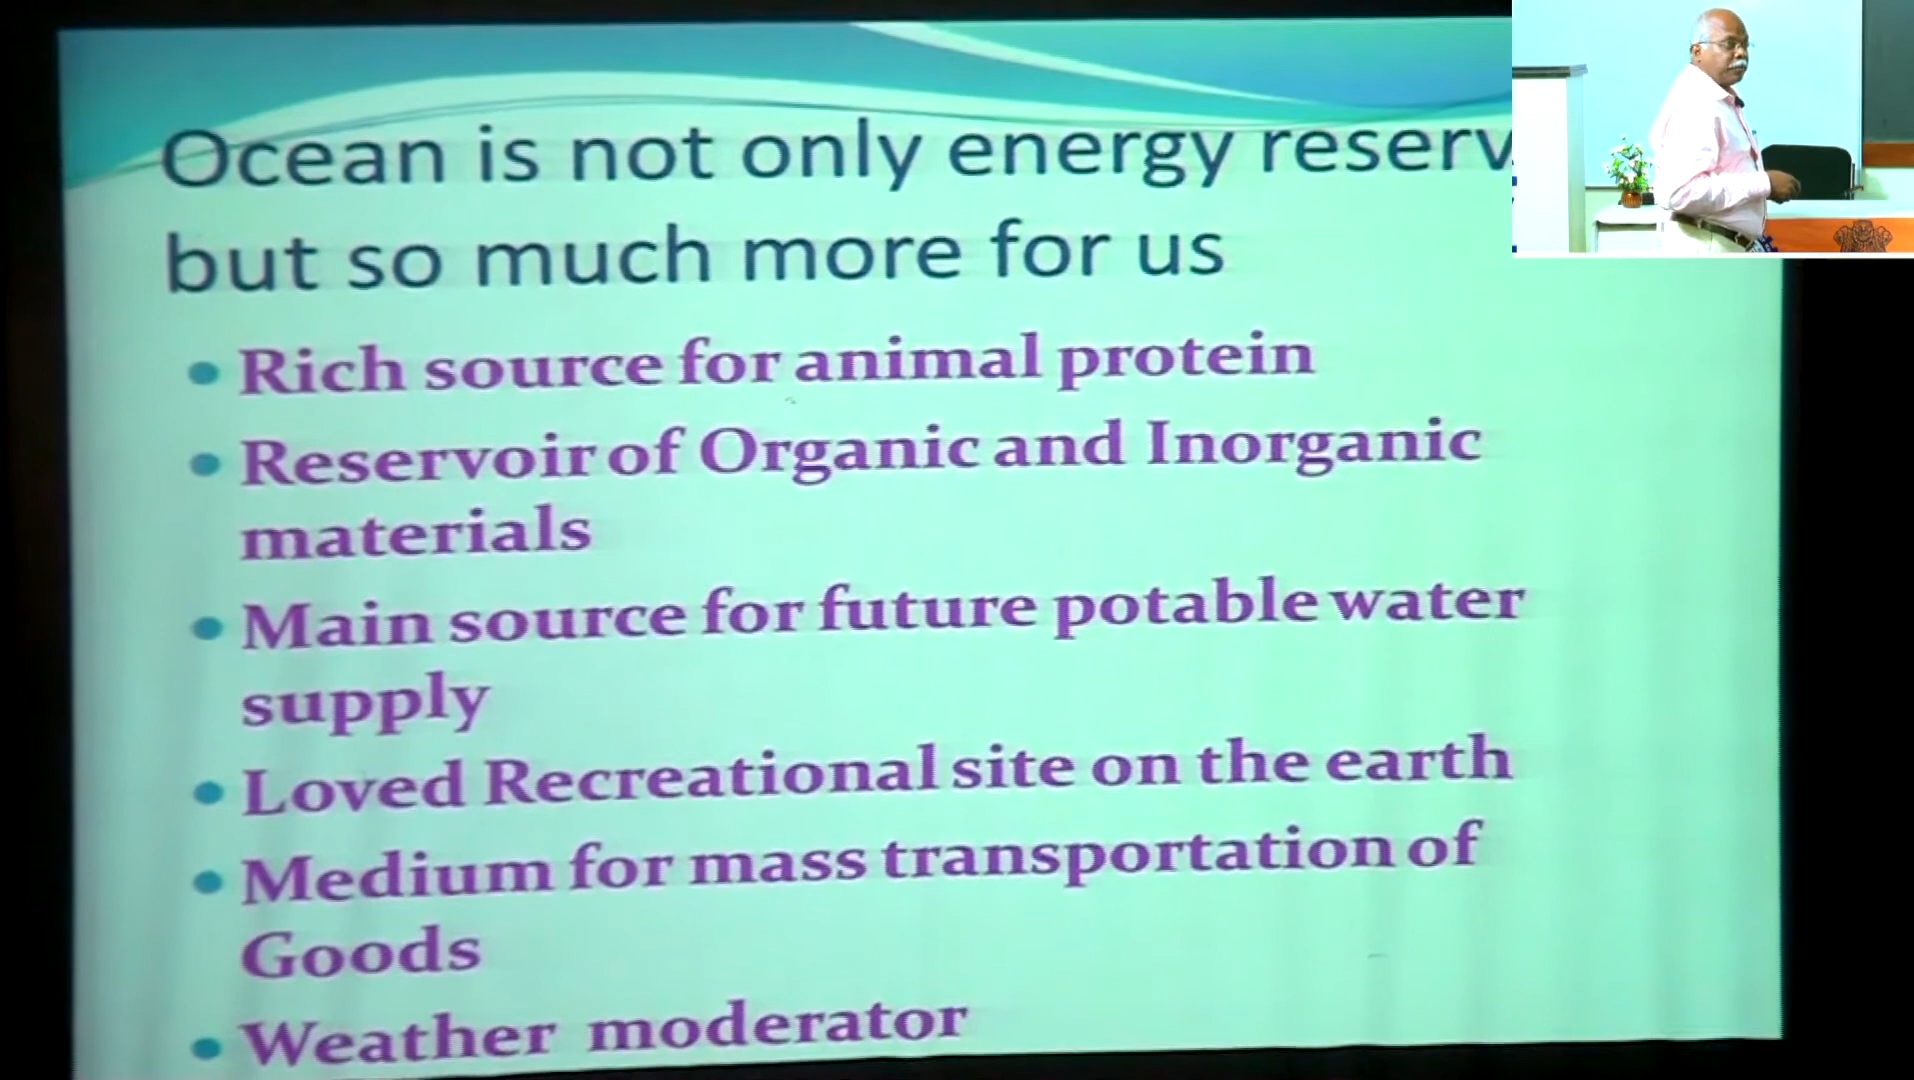 Ocean is not only energy reserv
but so much more for us
• Rich source for animal protein
• Reservoir of Organic and Inorganic
materials
• Main source for future potable water
supply
• Loved Recreational site on the earth
• Medium for mass transportation of
Goods
• Weather moderator